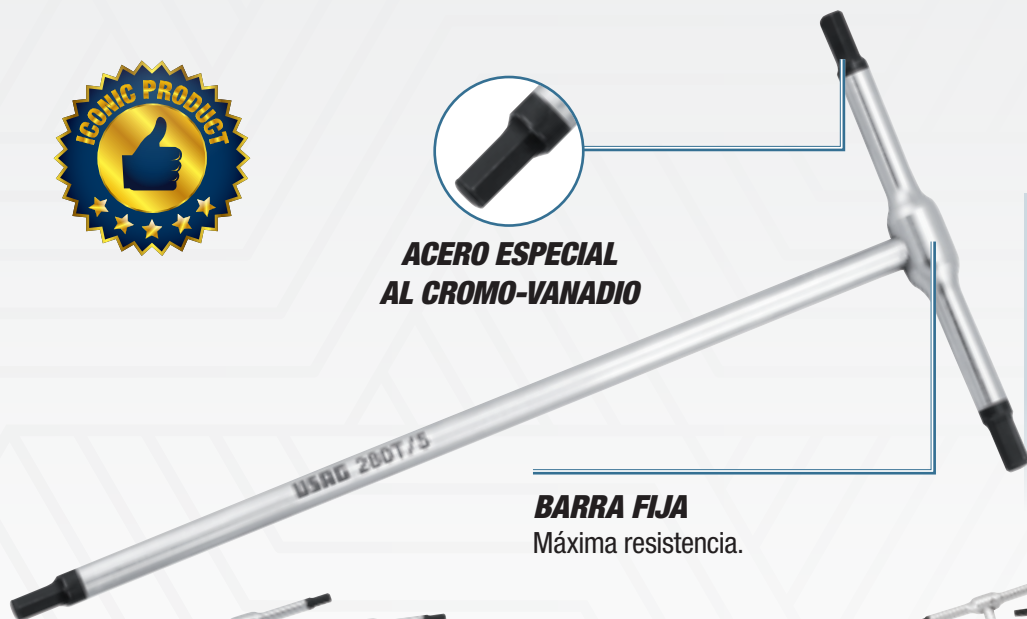 ICONIC PRODUCT
ACERO ESPECIAL
AL CROMO-VANADIO
USAG 280T/5
BARRA FIJA
Máxima resistencia.